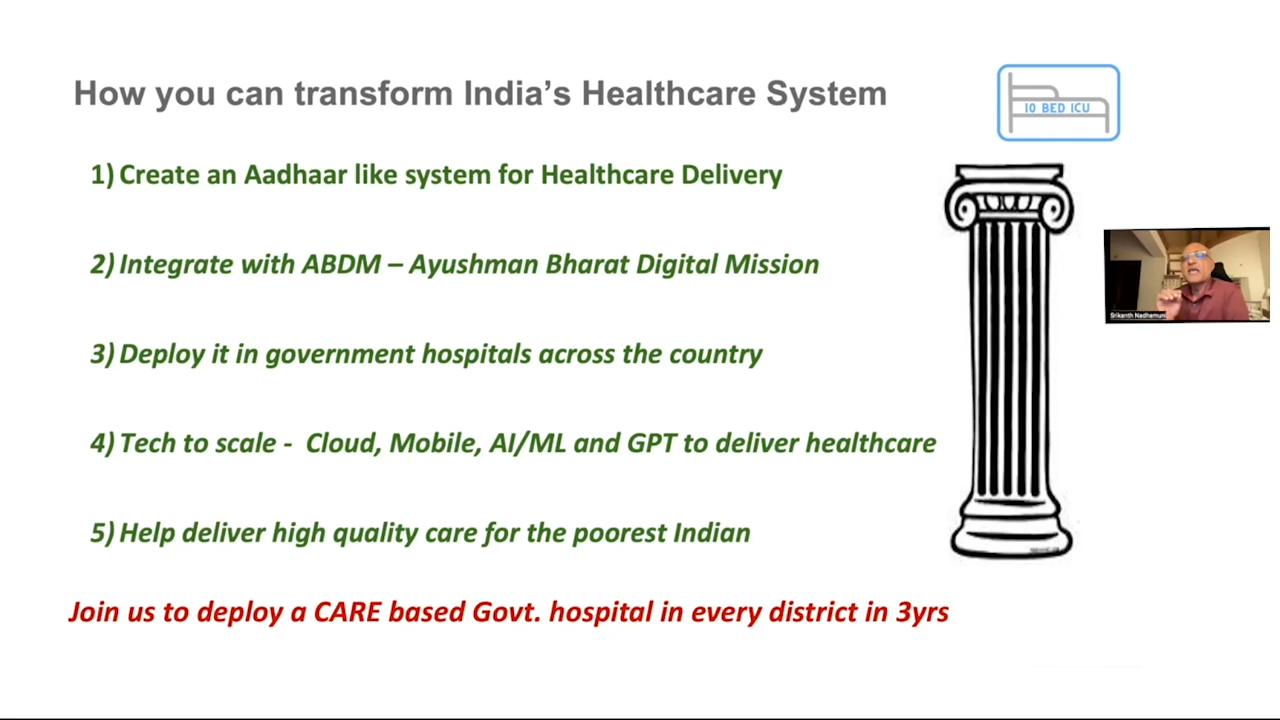 How you can transform India's Healthcare System
10 BED ICU
1) Create an Aadhaar like system for Healthcare Delivery
2) Integrate with ABDM – Ayushman Bharat Digital Mission
Srikanth Nadhamuni
3) Deploy it in government hospitals across the country
4) Tech to scale - Cloud, Mobile, AI/ML and GPT to deliver healthcare
5) Help deliver high quality care for the poorest Indian
Join us to deploy a CARE based Govt. hospital in every district in 3yrs